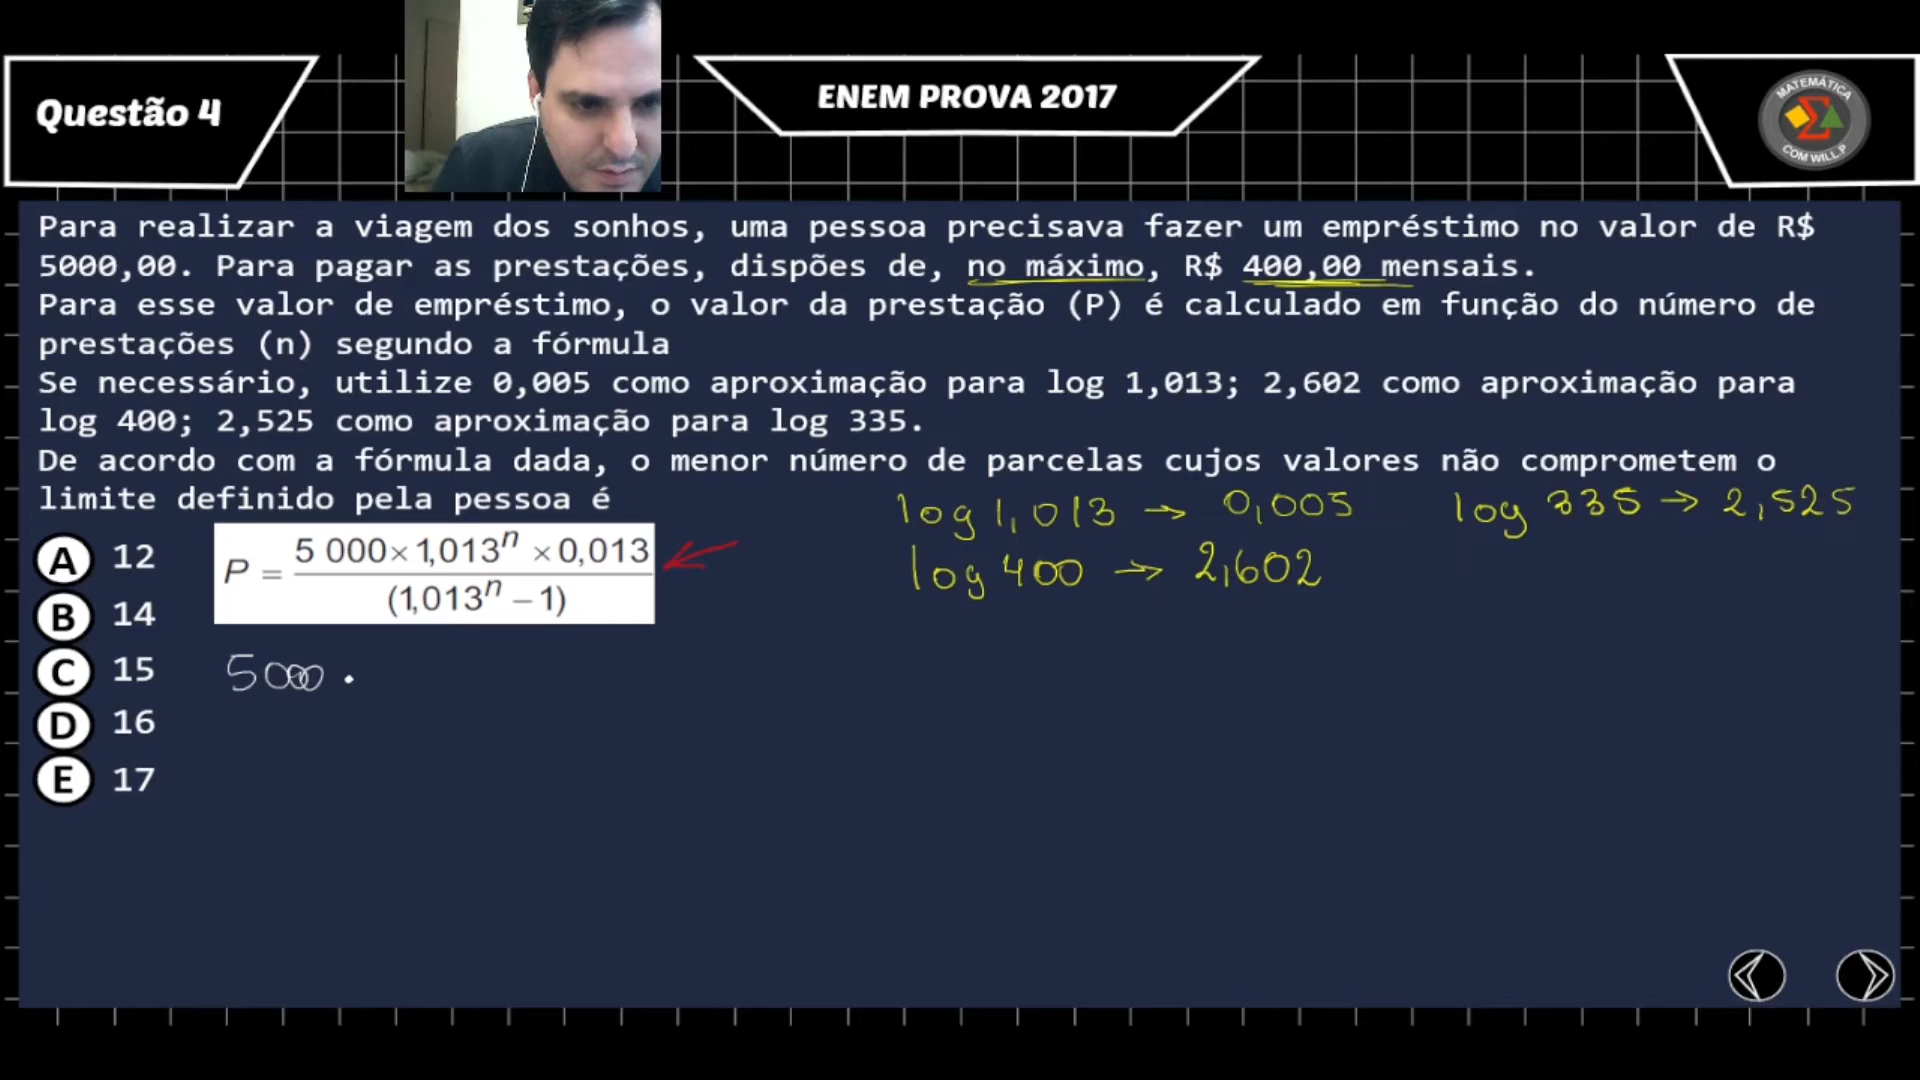 Questão 4
ENEM PROVA 2017
MATEMÁTICA
COM WILL.P
Para realizar a viagem dos sonhos, uma pessoa precisava fazer um empréstimo no valor de R$
5000,00. Para pagar as prestações, dispões de, no máximo, R$ 400,00 mensais.
Para esse valor de empréstimo, o valor da prestação (P) é calculado em função do número de
prestações (n) segundo a fórmula
Se necessário, utilize 0,005 como aproximação para log 1,013; 2,602 como aproximação para
log 400; 2,525 como aproximação para log 335.
De acordo com a fórmula dada, o menor número de parcelas cujos valores não comprometem o
limite definido pela pessoa é
log 1,013 → 0,005
log 335 → 2,525
log 400 → 2,602
A 12
B 14
C 15
D 16
E 17
P = 5 000×1,013ⁿ ×0,013
(1,013ⁿ – 1)
5000 .